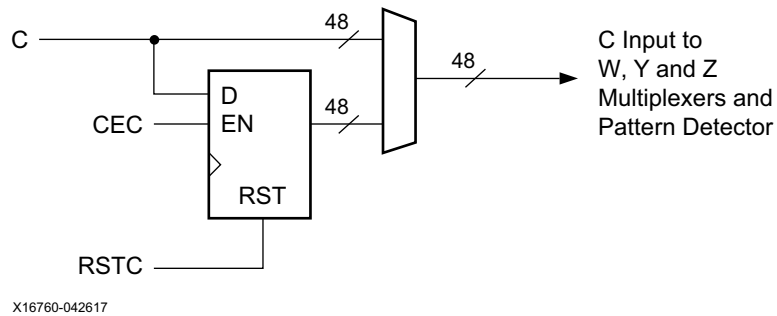 48
C
48
C Input to
W, Y and Z
Multiplexers and
Pattern Detector
D
48
CEC
EN
RST
RSTC
X16760-042617